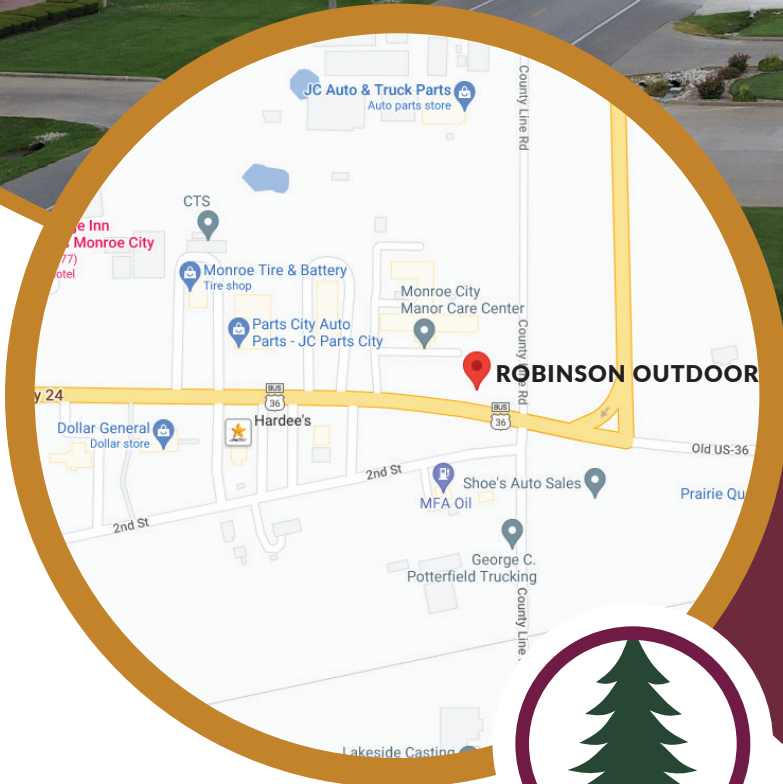 JC Auto & Truck Parts
Auto parts store
County Line Rd
CTS
ge Inn
Monroe City
77)
otel
Monroe Tire & Battery
Tire shop
Monroe City
Manor Care Center
Parts City Auto
Parts - JC Parts City
County Line Rd
ROBINSON OUTDOOR
y 24
BUS
36
Hardee's
BUS
36
Dollar General
Dollar store
Old US-36
2nd St
MFA Oil
Shoe's Auto Sales
Prairie Qu
2nd St
George C.
Potterfield Trucking
County Line
Lakeside Casting